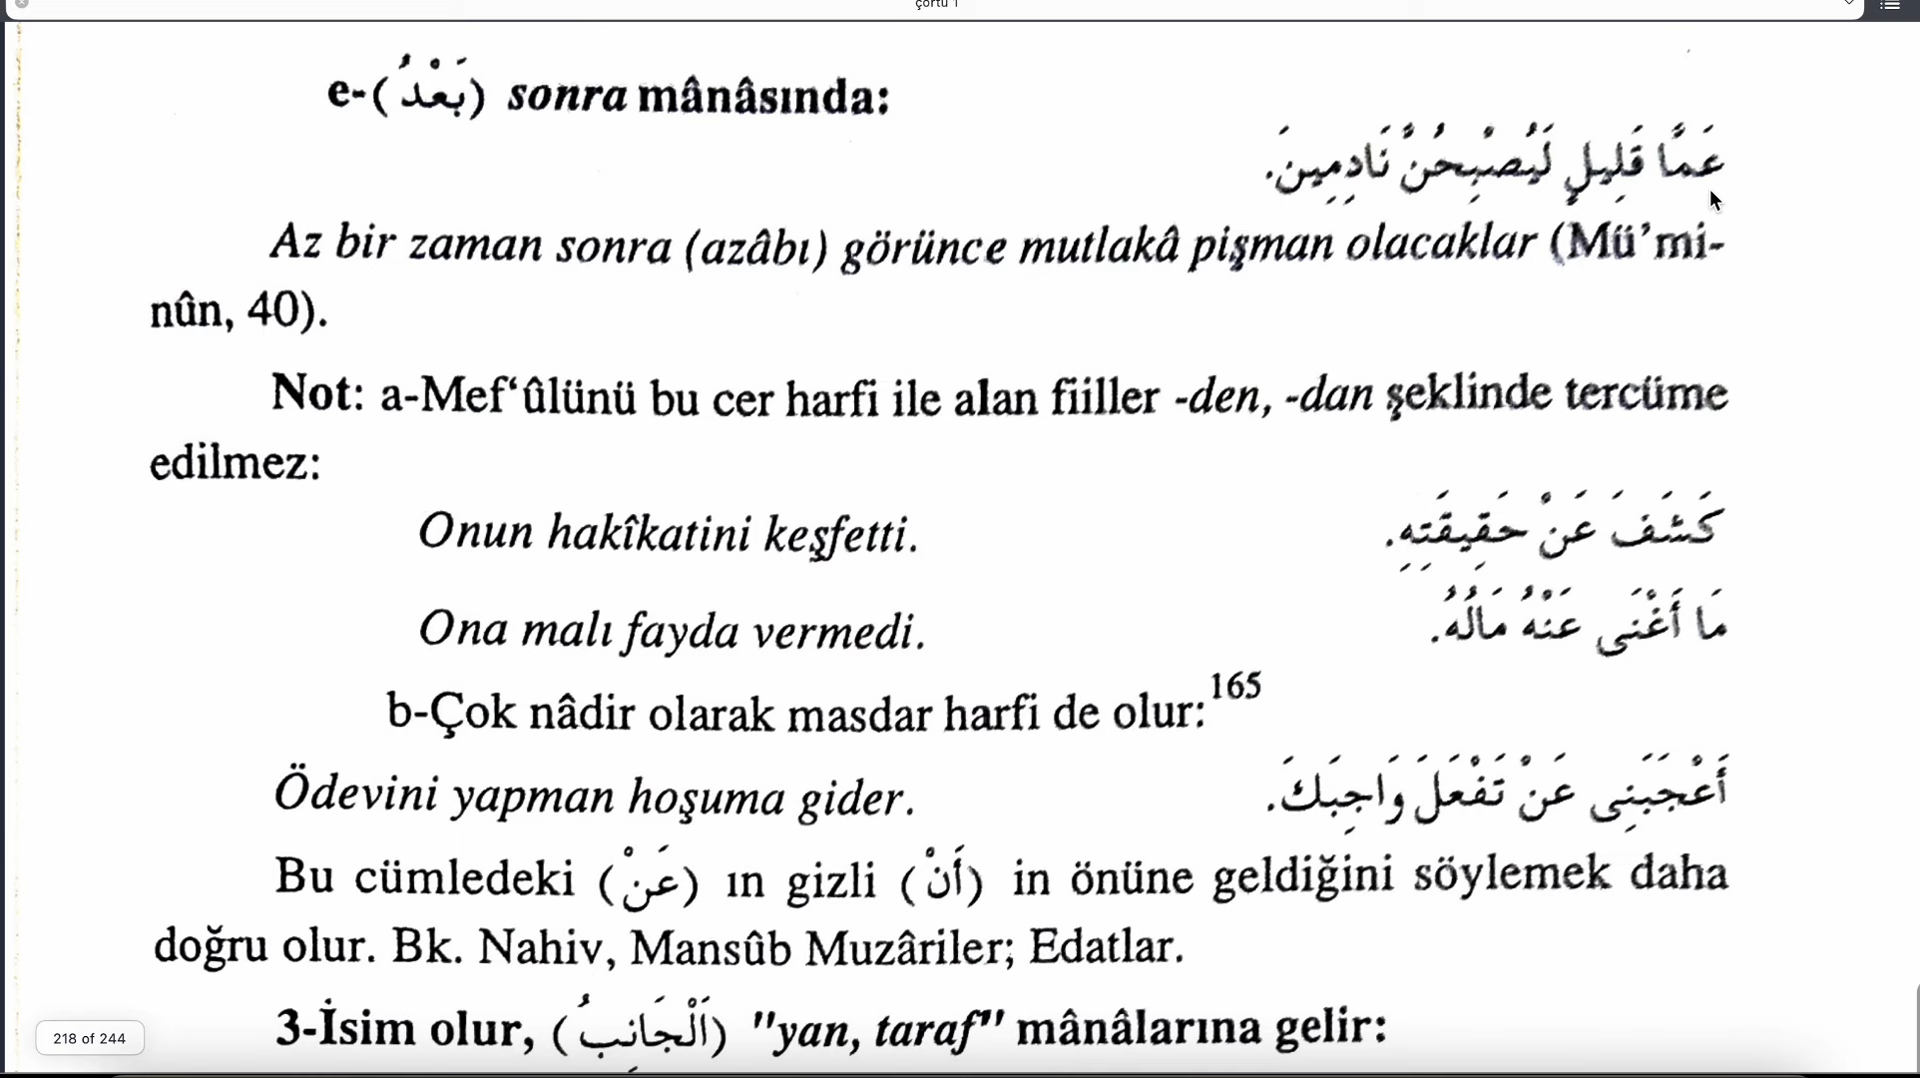 çörtü 1
e-(بَعْدُ) sonra mânâsında:
عَمَّا قَلِيلٍ لَيُصْبِحُنَّ نَادِمِينَ.
Az bir zaman sonra (azâbı) görünce mutlakâ pişman olacaklar (Mü’mi-
nûn, 40).
Not: a-Mef‘ûlünü bu cer harfi ile alan fiiller -den, -dan şeklinde tercüme
edilmez:
Onun hakîkatini keşfetti. كَشَفَ عَنْ حَقِيقَتِهِ.
Ona malı fayda vermedi. مَا أَغْنَى عَنْهُ مَالُهُ.
b-Çok nâdir olarak masdar harfi de olur:165
Ödevini yapman hoşuma gider. أَعْجَبَنِى عَنْ تَفْعَلَ وَاجِبَكَ.
Bu cümledeki (عَنْ) ın gizli (أَنْ) in önüne geldiğini söylemek daha
doğru olur. Bk. Nahiv, Mansûb Muzâriler; Edatlar.
3-İsim olur, (اَلْجَانِبُ) "yan, taraf" mânâlarına gelir:
218 of 244